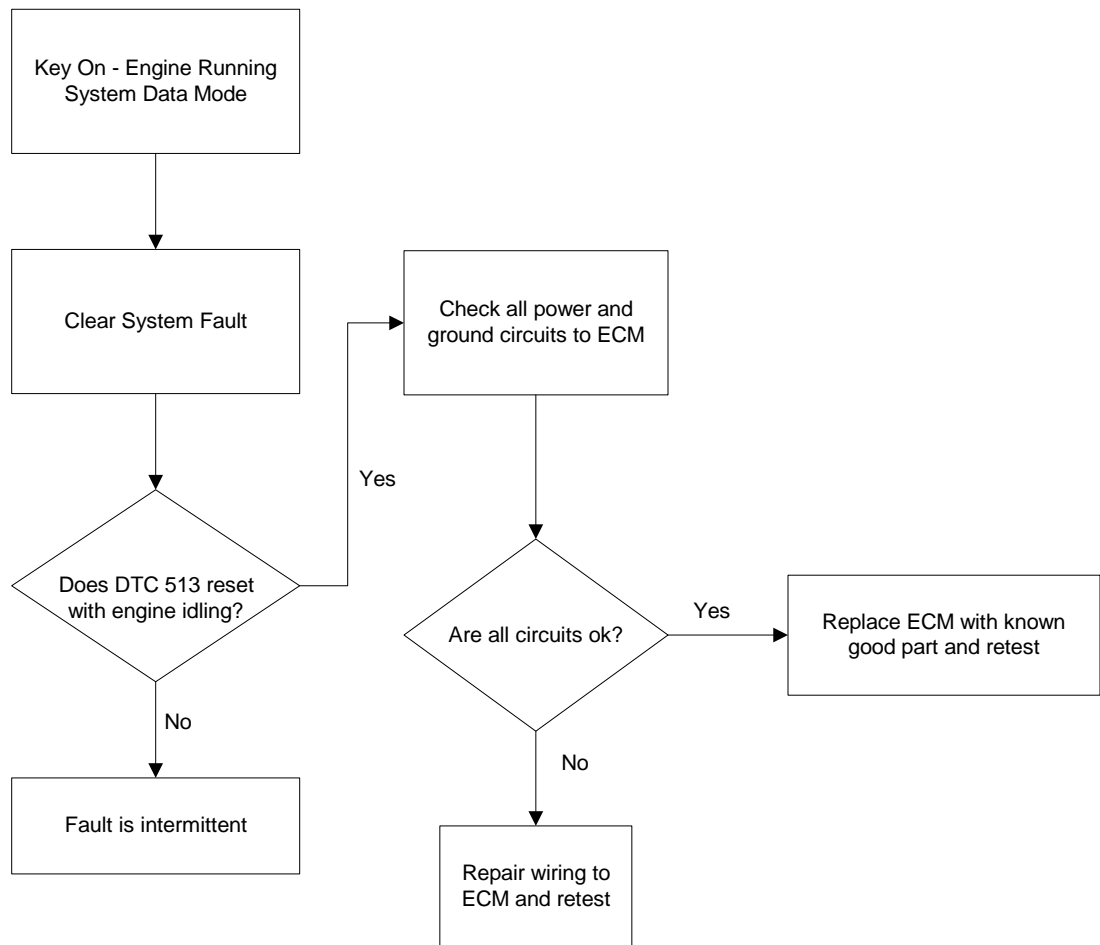 Key On - Engine Running
System Data Mode
Clear System Fault
Check all power and
ground circuits to ECM
Yes
Does DTC 513 reset
with engine idling?
Are all circuits ok?
Yes
Replace ECM with known
good part and retest
No
Fault is intermittent
No
Repair wiring to
ECM and retest